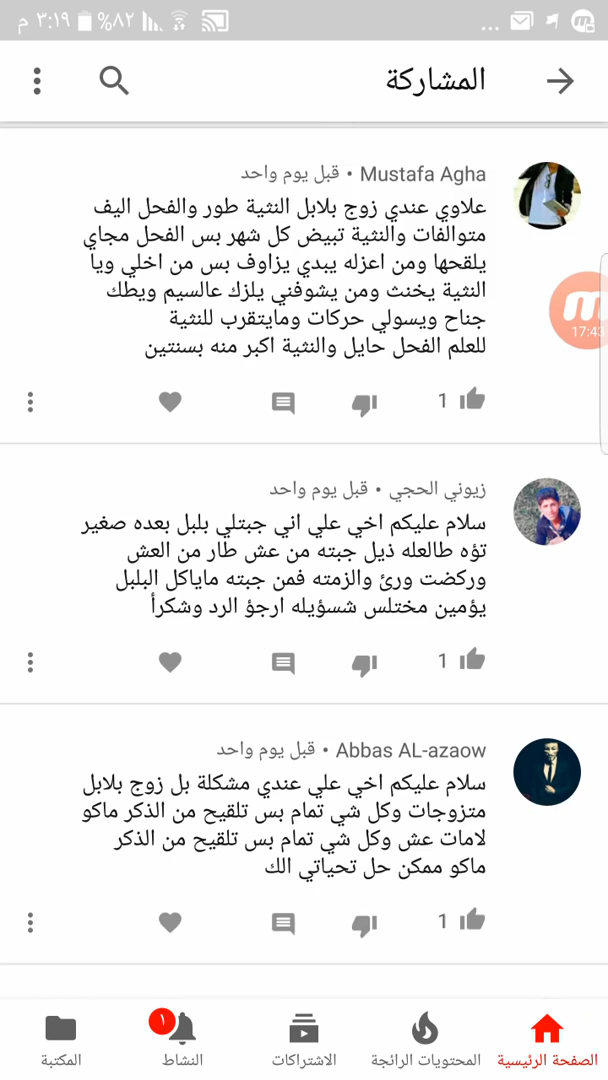 ٣:١٩ م
%٨٢
...
المشاركة
Mustafa Agha • قبل يوم واحد
علاوي عندي زوج بلابل النثية طور والفحل اليف
متوالفات والنثية تبيض كل شهر بس الفحل مجاي
يلقحها ومن اعزله يبدي يزاوف بس من اخلي ويا
النثية يخنث ومن يشوفني يلزك عالسيم ويطك
جناح ويسولي حركات ومايتقرب للنثية
للعلم الفحل حايل والنثية اكبر منه بسنتين
1
17:43
زيوني الحجي • قبل يوم واحد
سلام عليكم اخي علي اني جبتلي بلبل بعده صغير
تؤه طالعله ذيل جبته من عش طار من العش
وركضت ورئ والزمته فمن جبته ماياكل البلبل
يؤمين مختلس شسؤيله ارجؤ الرد وشكرأ
1
Abbas AL-azaow • قبل يوم واحد
سلام عليكم اخي علي عندي مشكلة بل زوج بلابل
متزوجات وكل شي تمام بس تلقيح من الذكر ماكو
لامات عش وكل شي تمام بس تلقيح من الذكر
ماكو ممكن حل تحياتي الك
1
١
الصفحة الرئيسية
المحتويات الرائجة
الاشتراكات
النشاط
المكتبة